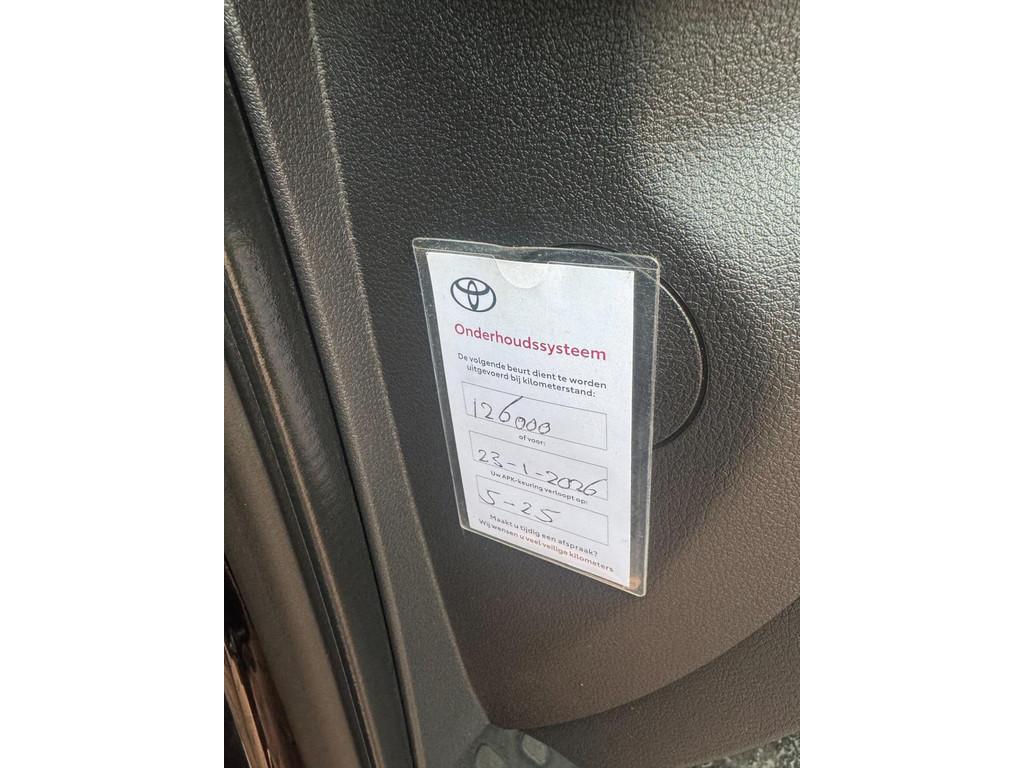 Onderhoudssysteem
De volgende beurt dient te worden
uitgevoerd bij kilometerstand:
126000
of voor:
23-1-2026
Uw APK-keuring verloopt op:
5-25
Maakt u tijdig een afspraak?
Wij wensen u veel veilige kilometers